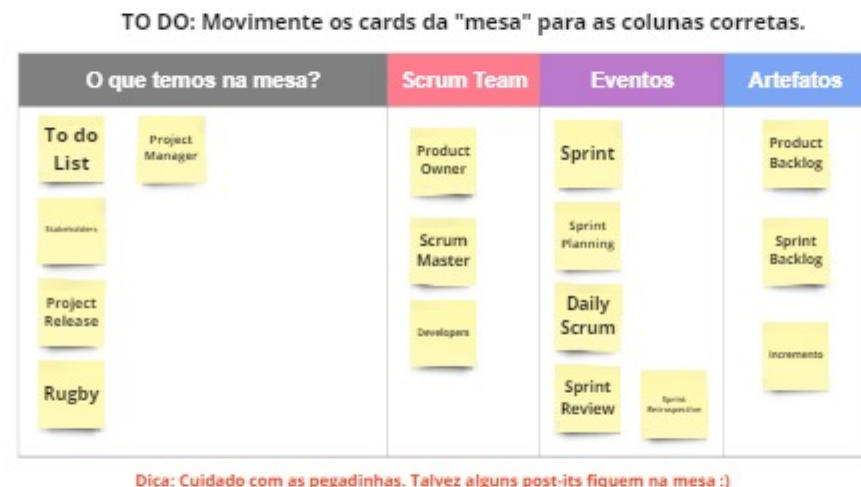 TO DO: Movimente os cards da "mesa" para as colunas corretas.
O que temos na mesa?
Scrum Team
Eventos
Artefatos
To do
List
Project
Manager
Stakeholders
Project
Release
Rugby
Product
Owner
Scrum
Master
Developers
Sprint
Sprint
Planning
Daily
Scrum
Sprint
Review
Sprint
Retrospective
Product
Backlog
Sprint
Backlog
Incremento
Dica: Cuidado com as pegadinhas. Talvez alguns post-its fiquem na mesa :)